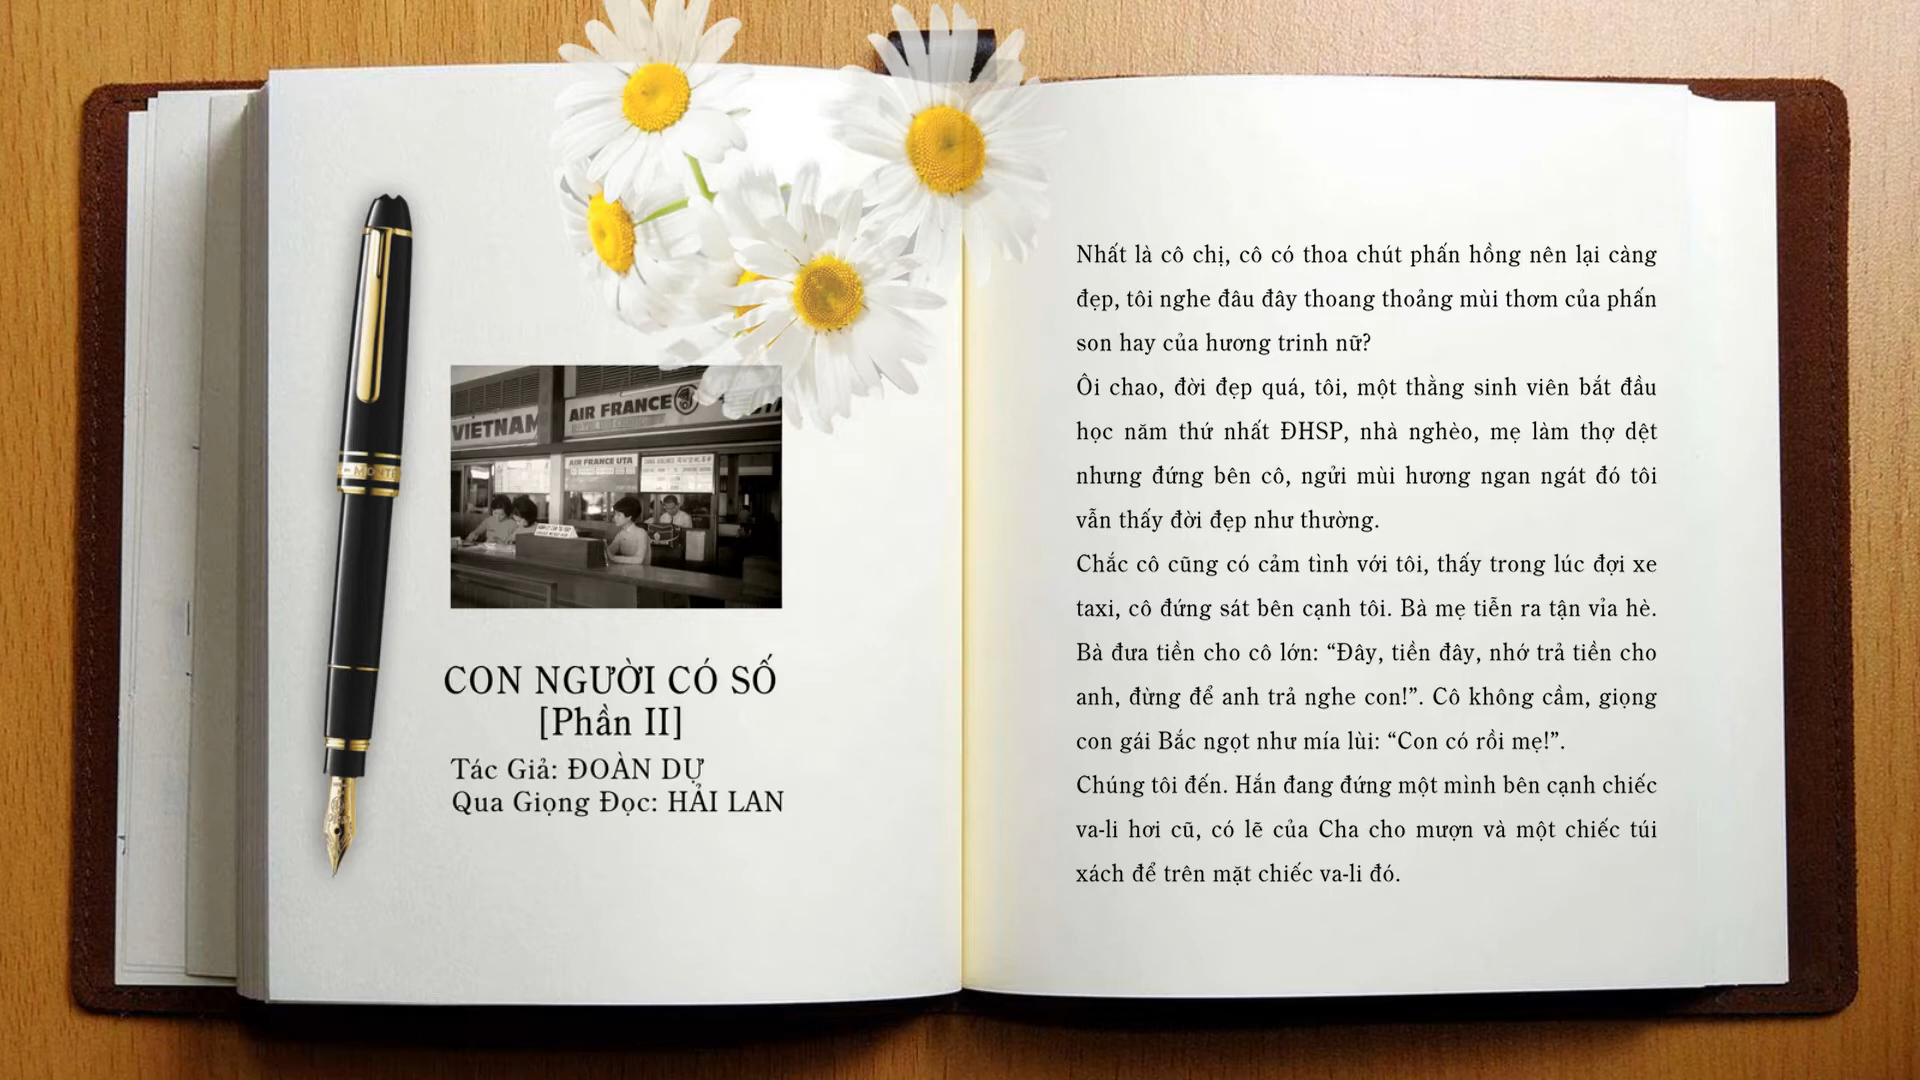 VIETNAM
AIR FRANCE
AIR FRANCE UTA
CON NGƯỜI CÓ SỐ
[Phần II]
Tác Giả: ĐOÀN DỰ
Qua Giọng Đọc: HẢI LAN
Nhất là cô chị, cô có thoa chút phấn hồng nên lại càng
đẹp, tôi nghe đâu đây thoang thoảng mùi thơm của phấn
son hay của hương trinh nữ?
Ôi chao, đời đẹp quá, tôi, một thằng sinh viên bắt đầu
học năm thứ nhất ĐHSP, nhà nghèo, mẹ làm thợ dệt
nhưng đứng bên cô, ngửi mùi hương ngan ngát đó tôi
vẫn thấy đời đẹp như thường.
Chắc cô cũng có cảm tình với tôi, thấy trong lúc đợi xe
taxi, cô đứng sát bên cạnh tôi. Bà mẹ tiễn ra tận vỉa hè.
Bà đưa tiền cho cô lớn: “Đây, tiền đây, nhớ trả tiền cho
anh, đừng để anh trả nghe con!”. Cô không cầm, giọng
con gái Bắc ngọt như mía lùi: “Con có rồi mẹ!”.
Chúng tôi đến. Hắn đang đứng một mình bên cạnh chiếc
va-li hơi cũ, có lẽ của Cha cho mượn và một chiếc túi
xách để trên mặt chiếc va-li đó.